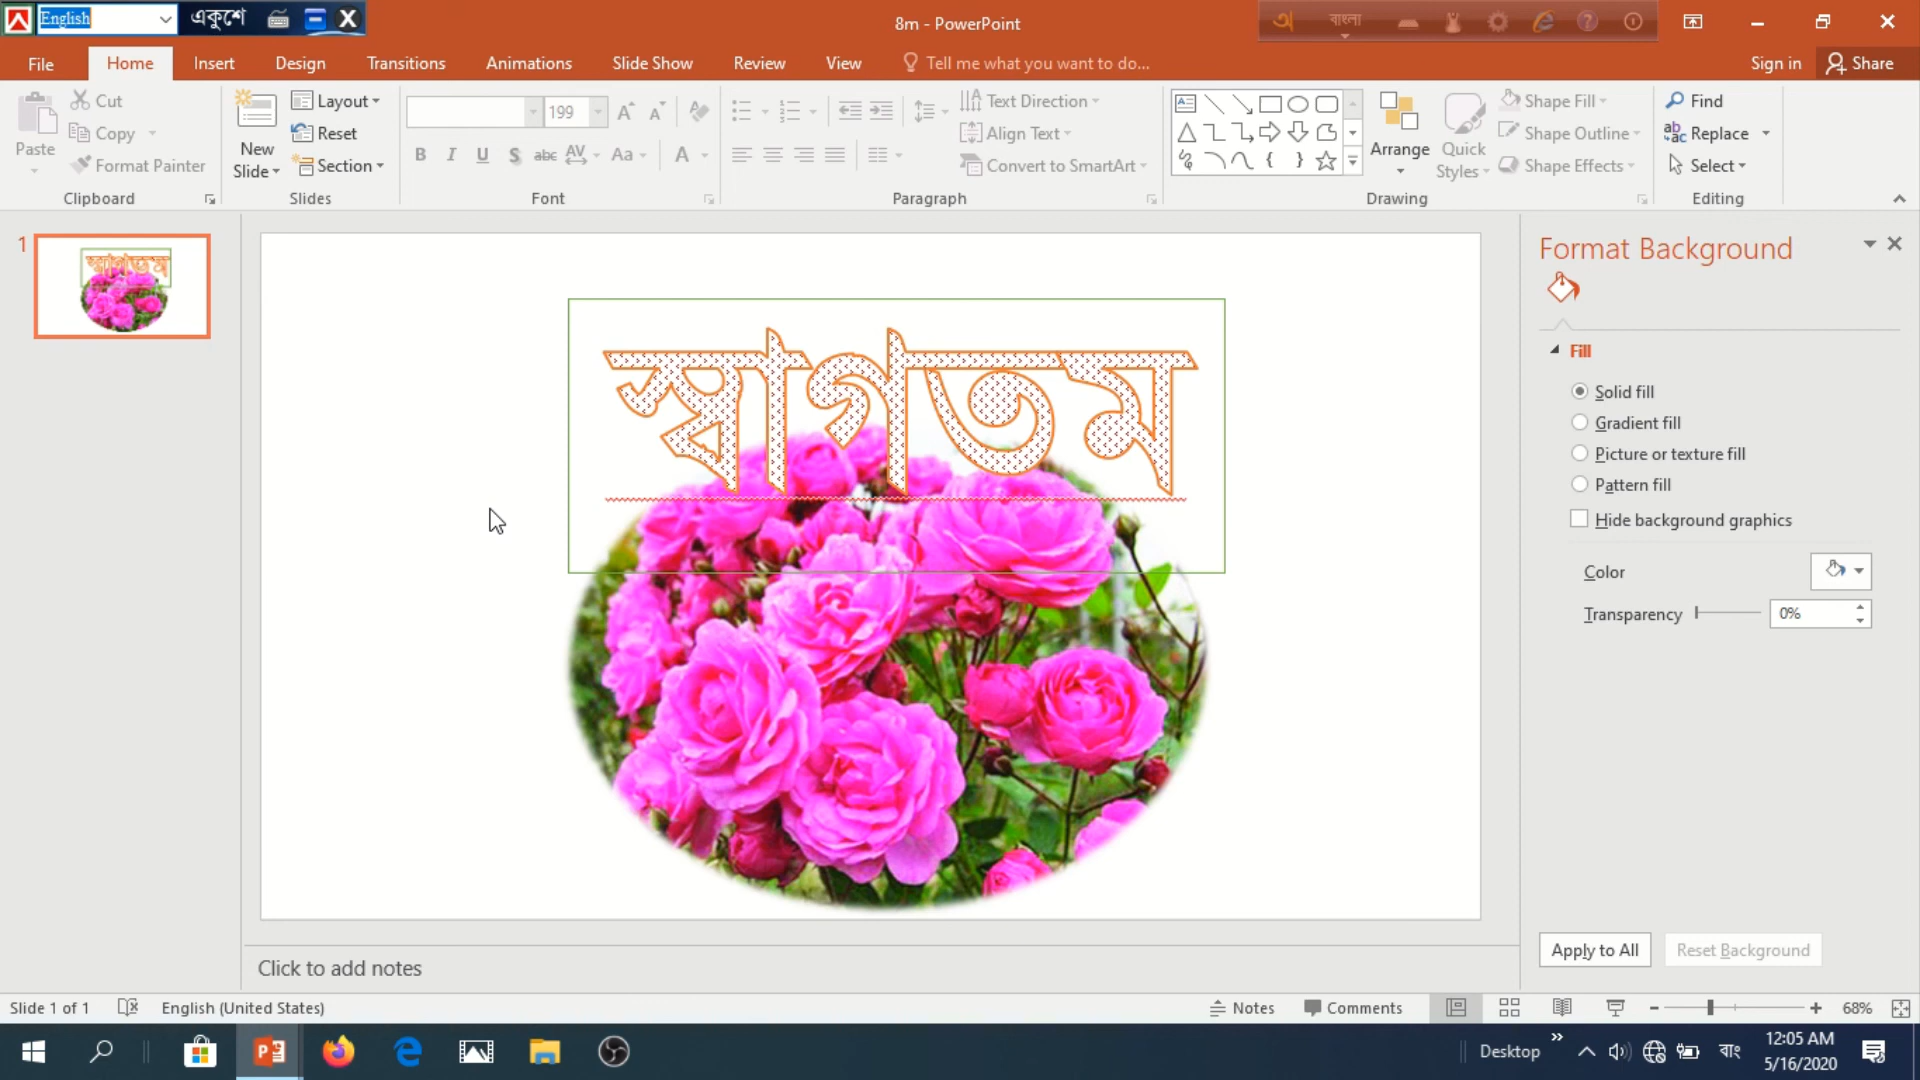 English
একুশে
8m - PowerPoint
বাংলা
File
Home
Insert
Design
Transitions
Animations
Slide Show
Review
View
Tell me what you want to do...
Sign in
Share
Paste
Cut
Copy
Format Painter
Clipboard
New
Slide
Layout
Reset
Section
Slides
199
B I U S abc AV Aa A
Font
Text Direction
Align Text
Convert to SmartArt
Paragraph
Arrange
Quick
Styles
Shape Fill
Shape Outline
Shape Effects
Drawing
Find
Replace
Select
Editing
1
স্বাগতম
স্বাগতম
Format Background
Fill
Solid fill
Gradient fill
Picture or texture fill
Pattern fill
Hide background graphics
Color
Transparency
0%
Apply to All
Reset Background
Click to add notes
Slide 1 of 1
English (United States)
Notes
Comments
68%
Desktop
বাং
12:05 AM
5/16/2020